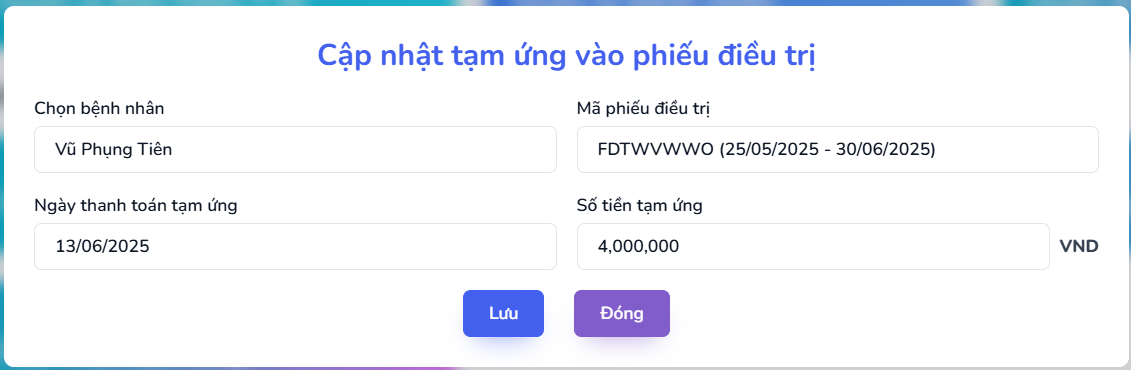 Cập nhật tạm ứng vào phiếu điều trị
Chọn bệnh nhân
Vũ Phụng Tiên
Mã phiếu điều trị
FDTWVWWO (25/05/2025 - 30/06/2025)
Ngày thanh toán tạm ứng
13/06/2025
Số tiền tạm ứng
4,000,000 VND
Lưu
Đóng